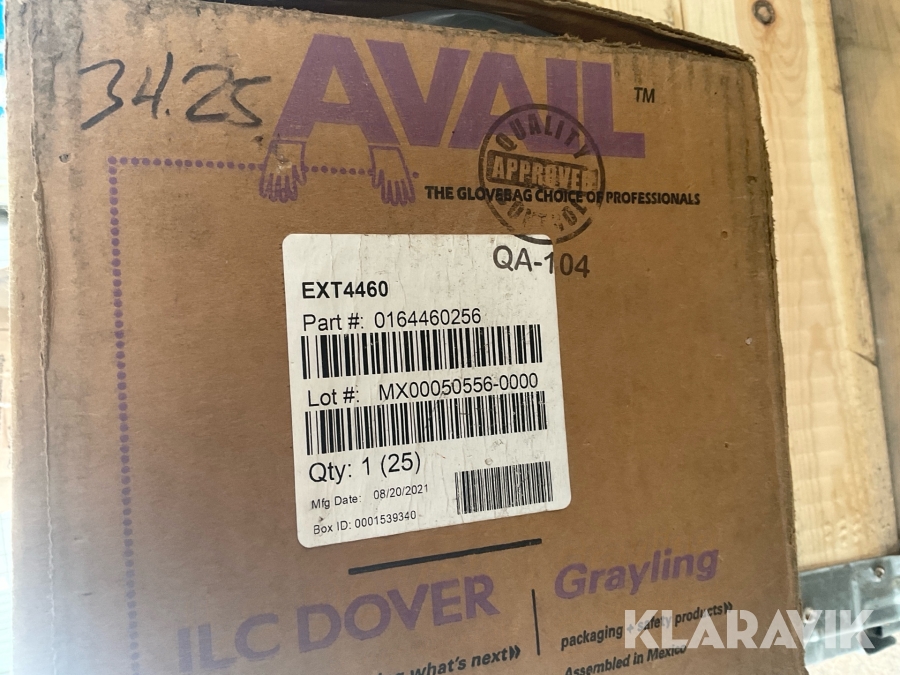 34.25
AVAIL™
THE GLOVEBAG CHOICE OF PROFESSIONALS
QUALITY
APPROVED
CONTROL
QA-104
EXT4460
Part #: 0164460256
Lot #: MX00050556-0000
Qty: 1 (25)
Mfg Date: 08/20/2021
Box ID: 0001539340
ILC DOVER
what's next»
Grayling
packaging + safety products»
Assembled in Mexico
KLARAVIK